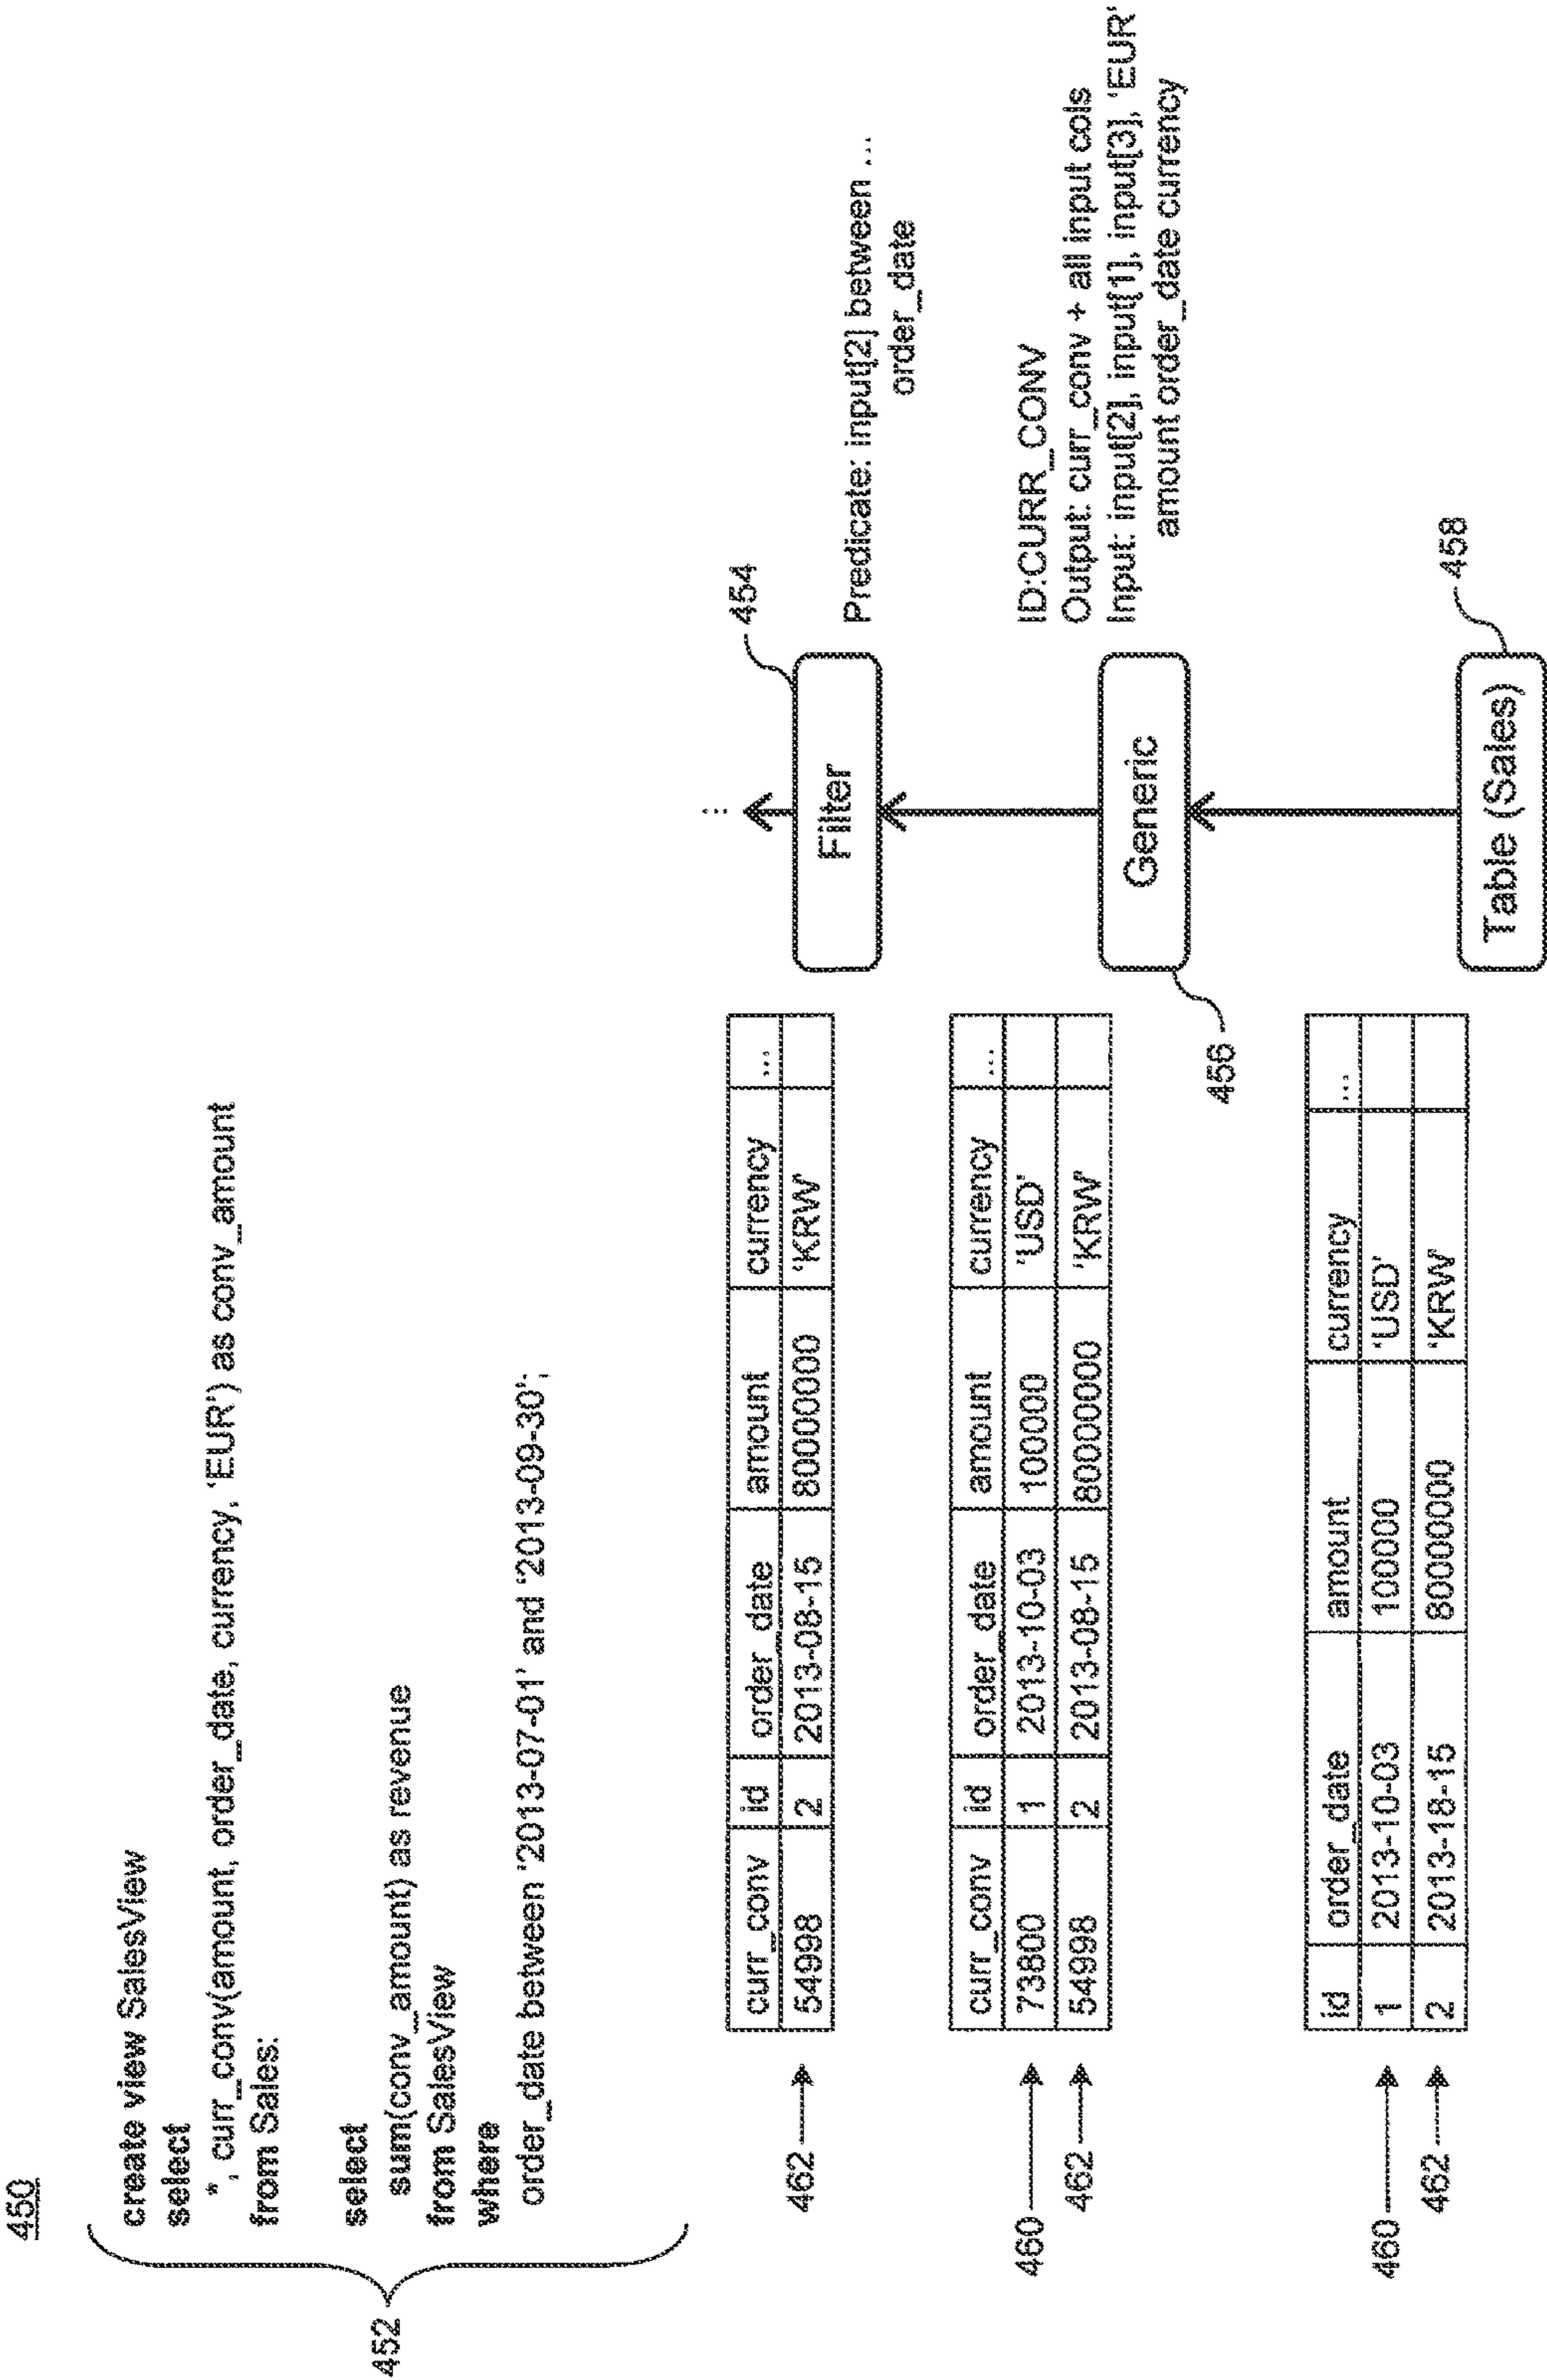 450
create view SalesView
select
*, curr_conv(amount, order_date, currency, 'EUR') as conv_amount
from Sales:
select
sum(conv_amount) as revenue
from SalesView
where
order_date between '2013-07-01' and '2013-09-30';
452
curr_conv id order_date amount currency ...
54998 2 2013-08-15 80000000 'KRW'
462
454
Filter
Predicate: input[2] between ...
order_date
curr_conv id order_date amount currency ...
73800 1 2013-10-03 100000 'USD'
54998 2 2013-08-15 80000000 'KRW'
460
462
456
Generic
ID:CURR_CONV
Output: curr_conv + all input cols
Input: input[2], input[1], input[3], 'EUR'
amount order_date currency
id order_date amount currency ...
1 2013-10-03 100000 'USD'
2 2013-18-15 80000000 'KRW'
460
462
Table (Sales)
458